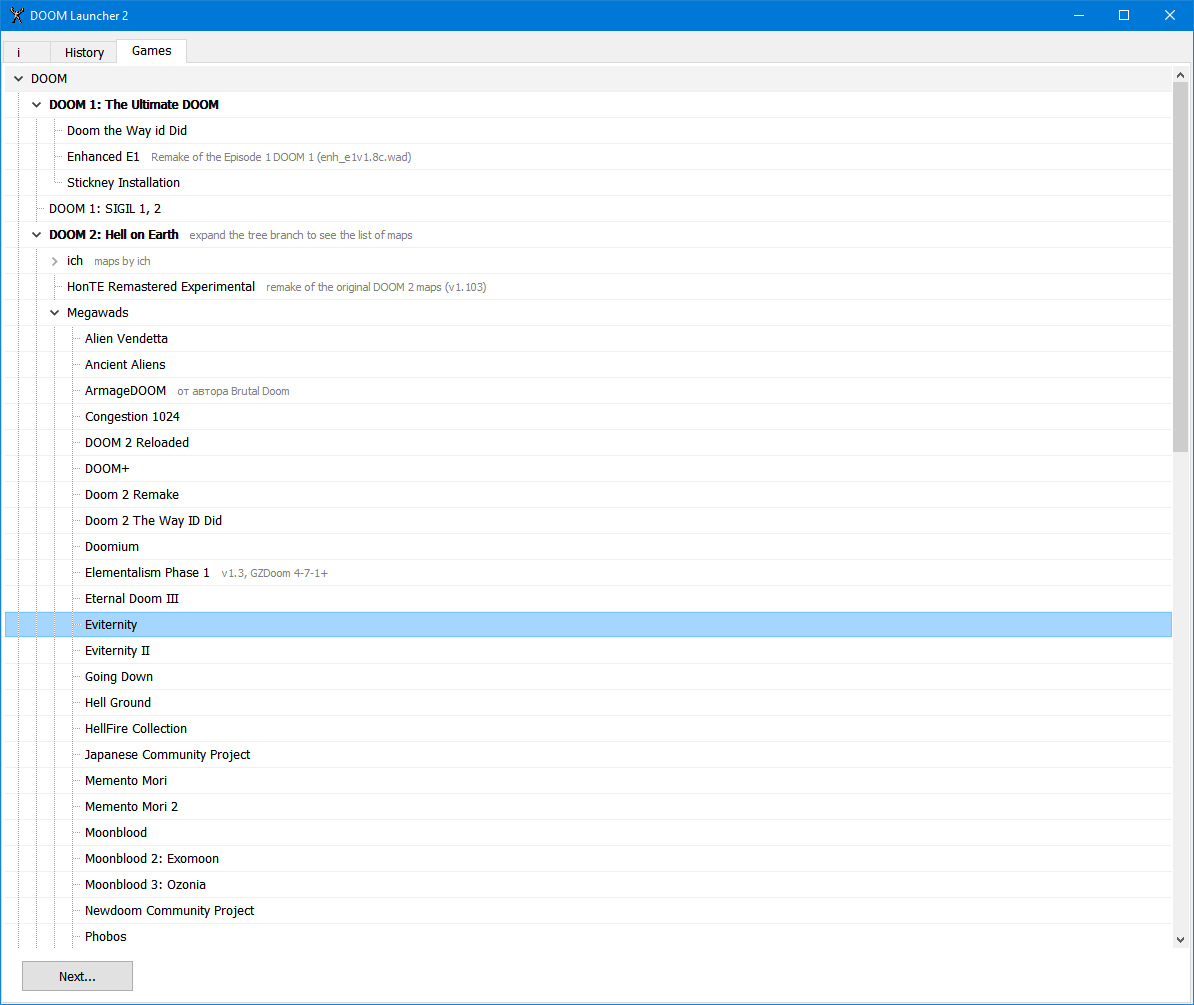 DOOM Launcher 2
i History Games
DOOM
DOOM 1: The Ultimate DOOM
Doom the Way id Did
Enhanced E1 Remake of the Episode 1 DOOM 1 (enh_e1v1.8c.wad)
Stickney Installation
DOOM 1: SIGIL 1, 2
DOOM 2: Hell on Earth expand the tree branch to see the list of maps
ich maps by ich
HonTE Remastered Experimental remake of the original DOOM 2 maps (v1.103)
Megawads
Alien Vendetta
Ancient Aliens
ArmageDOOM от автора Brutal Doom
Congestion 1024
DOOM 2 Reloaded
DOOM+
Doom 2 Remake
Doom 2 The Way ID Did
Doomium
Elementalism Phase 1 v1.3, GZDoom 4-7-1+
Eternal Doom III
Eviternity
Eviternity II
Going Down
Hell Ground
HellFire Collection
Japanese Community Project
Memento Mori
Memento Mori 2
Moonblood
Moonblood 2: Exomoon
Moonblood 3: Ozonia
Newdoom Community Project
Phobos
Next...